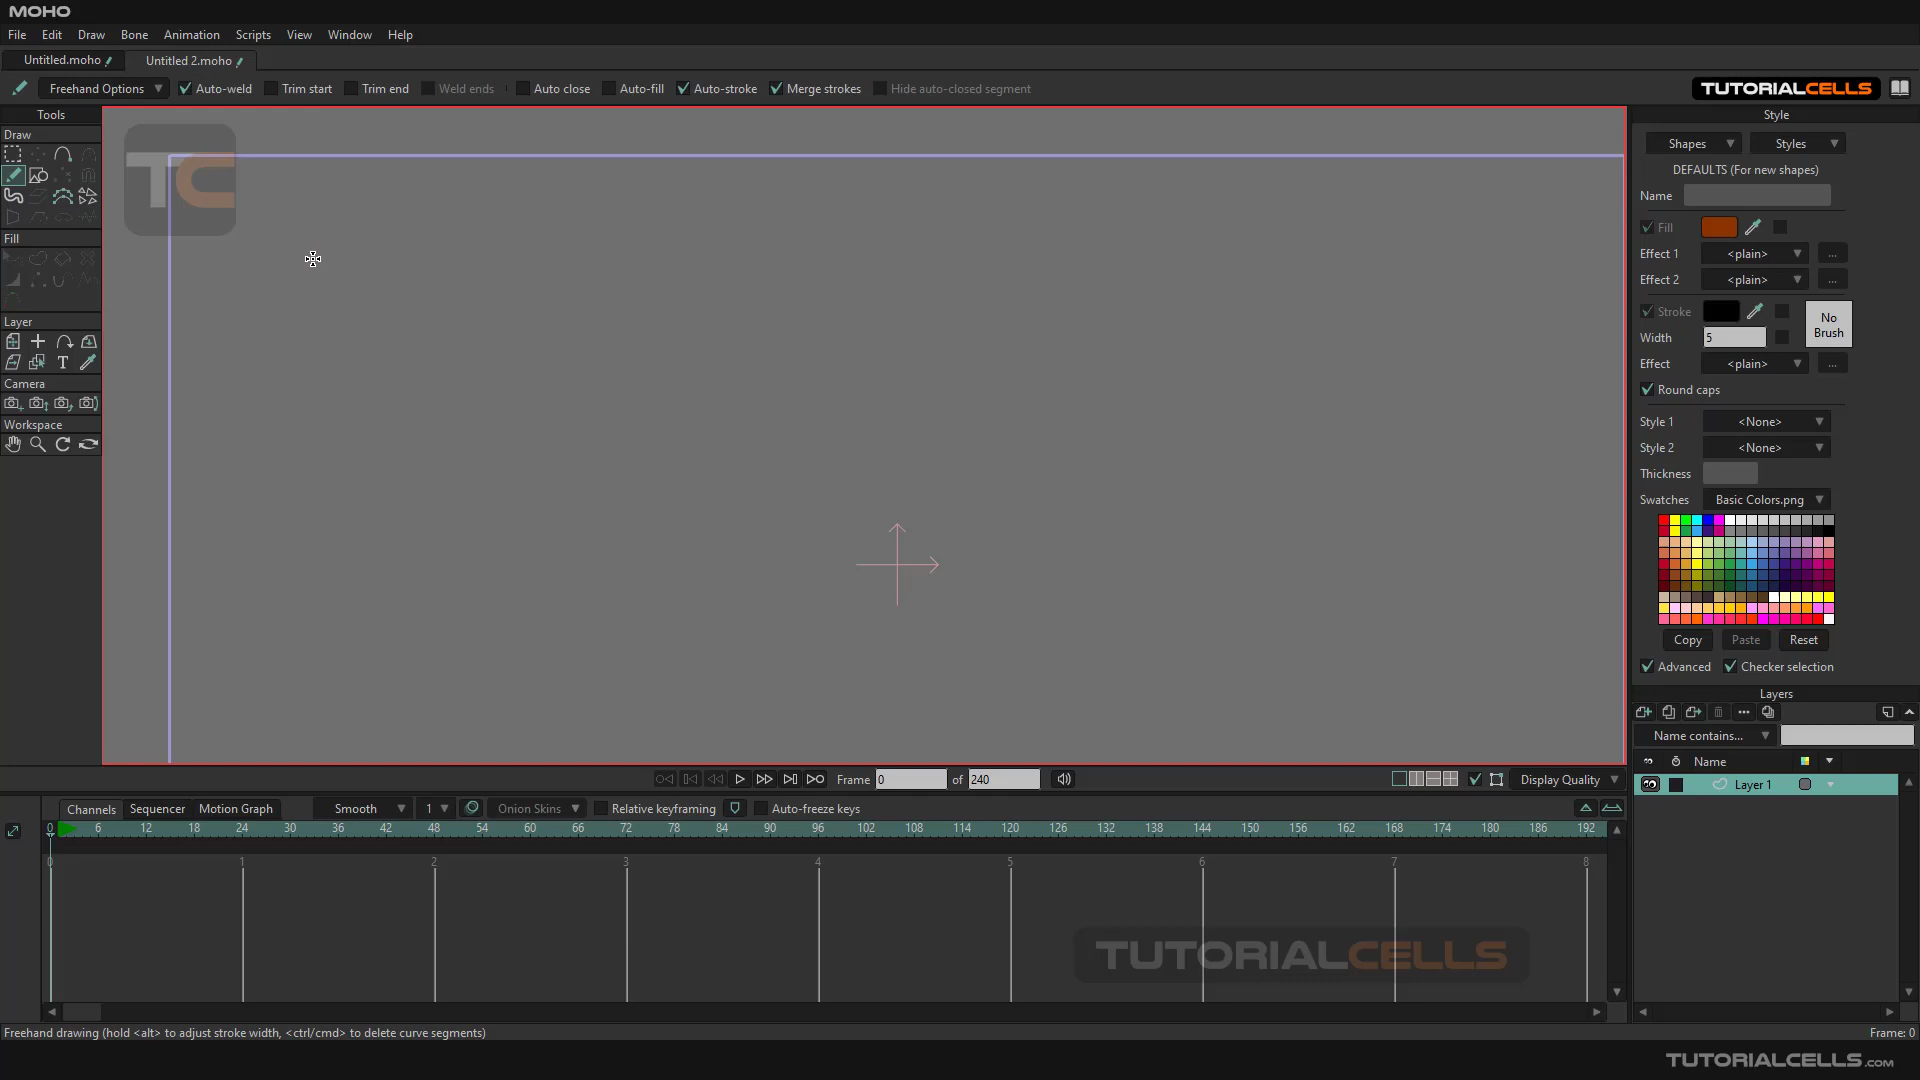 MOHO
File Edit Draw Bone Animation Scripts View Window Help
Untitled.moho Untitled 2.moho
Freehand Options Auto-weld Trim start Trim end Weld ends Auto close Auto-fill Auto-stroke Merge strokes Hide auto-closed segment TUTORIALCELLS
Tools
Draw
Fill
Layer
T
Camera
Workspace
TC
Style
Shapes Styles
DEFAULTS (For new shapes)
Name
Fill
Effect 1 <plain> ...
Effect 2 <plain> ...
Stroke
No Brush
Width 5
Effect <plain> ...
Round caps
Style 1 <None>
Style 2 <None>
Thickness
Swatches Basic Colors.png
Copy Paste Reset
Advanced Checker selection
Layers
Name contains...
Name
Layer 1
Frame 0 of 240 Display Quality
Channels Sequencer Motion Graph Smooth 1 Onion Skins Relative keyframing Auto-freeze keys
0 6 12 18 24 30 36 42 48 54 60 66 72 78 84 90 96 102 108 114 120 126 132 138 144 150 156 162 168 174 180 186 192
0 1 2 3 4 5 6 7 8
TUTORIALCELLS
Freehand drawing (hold <alt> to adjust stroke width, <ctrl/cmd> to delete curve segments) Frame: 0
TUTORIALCELLS.COM